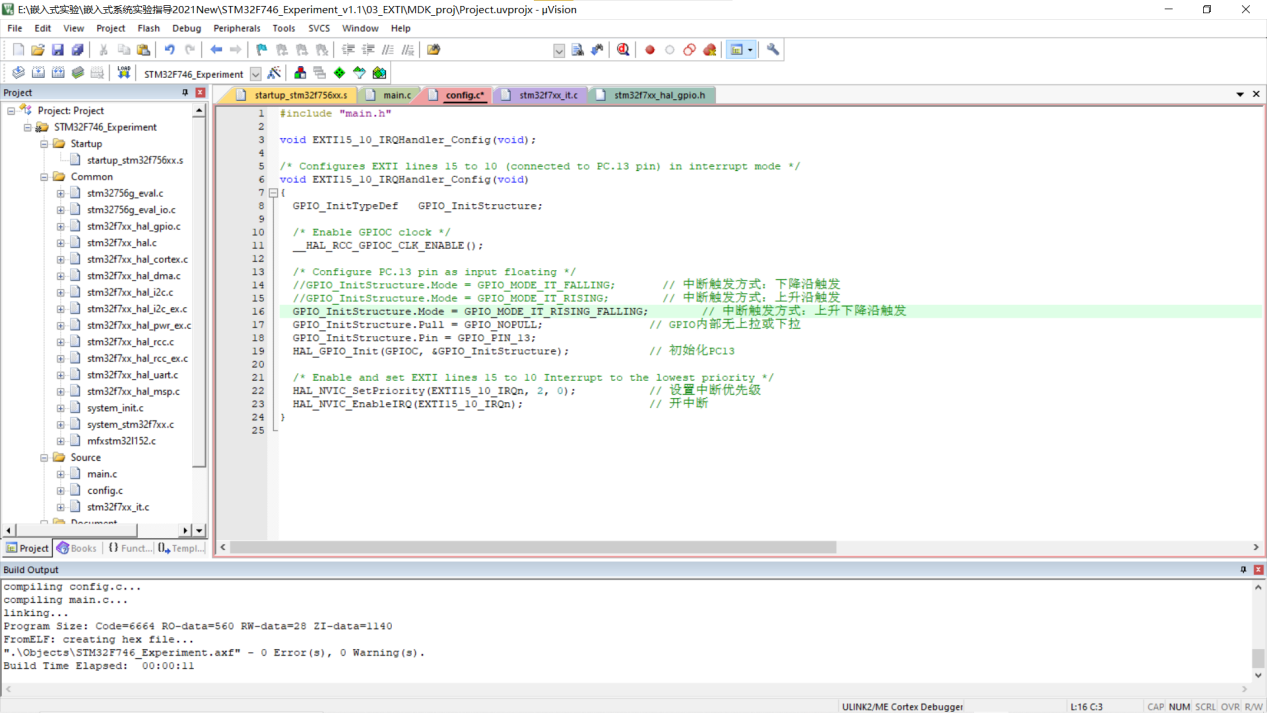 E:\嵌入式实验\嵌入式系统实验指导2021New\STM32F746_Experiment_v1.1\03_EXTI\MDK_proj\Project.uvprojx - µVision
File Edit View Project Flash Debug Peripherals Tools SVCS Window Help
LOAD
STM32F746_Experiment
Project
Project: Project
STM32F746_Experiment
Startup
startup_stm32f756xx.s
Common
stm32756g_eval.c
stm32756g_eval_io.c
stm32f7xx_hal_gpio.c
stm32f7xx_hal.c
stm32f7xx_hal_cortex.c
stm32f7xx_hal_dma.c
stm32f7xx_hal_i2c.c
stm32f7xx_hal_i2c_ex.c
stm32f7xx_hal_pwr_ex.c
stm32f7xx_hal_rcc.c
stm32f7xx_hal_rcc_ex.c
stm32f7xx_hal_uart.c
stm32f7xx_hal_msp.c
system_init.c
system_stm32f7xx.c
mfxstm32l152.c
Source
main.c
config.c
stm32f7xx_it.c
Document
Project Books {} Funct... Templ...
startup_stm32f756xx.s main.c config.c* stm32f7xx_it.c stm32f7xx_hal_gpio.h
1 #include "main.h"
2
3 void EXTI15_10_IRQHandler_Config(void);
4
5 /* Configures EXTI lines 15 to 10 (connected to PC.13 pin) in interrupt mode */
6 void EXTI15_10_IRQHandler_Config(void)
7 {
8 GPIO_InitTypeDef GPIO_InitStructure;
9
10 /* Enable GPIOC clock */
11 __HAL_RCC_GPIOC_CLK_ENABLE();
12
13 /* Configure PC.13 pin as input floating */
14 //GPIO_InitStructure.Mode = GPIO_MODE_IT_FALLING; // 中断触发方式：下降沿触发
15 //GPIO_InitStructure.Mode = GPIO_MODE_IT_RISING; // 中断触发方式：上升沿触发
16 GPIO_InitStructure.Mode = GPIO_MODE_IT_RISING_FALLING; // 中断触发方式：上升下降沿触发
17 GPIO_InitStructure.Pull = GPIO_NOPULL; // GPIO内部无上拉或下拉
18 GPIO_InitStructure.Pin = GPIO_PIN_13;
19 HAL_GPIO_Init(GPIOC, &GPIO_InitStructure); // 初始化PC13
20
21 /* Enable and set EXTI lines 15 to 10 Interrupt to the lowest priority */
22 HAL_NVIC_SetPriority(EXTI15_10_IRQn, 2, 0); // 设置中断优先级
23 HAL_NVIC_EnableIRQ(EXTI15_10_IRQn); // 开中断
24 }
25
Build Output
compiling config.c...
compiling main.c...
linking...
Program Size: Code=6664 RO-data=560 RW-data=28 ZI-data=1140
FromELF: creating hex file...
".\Objects\STM32F746_Experiment.axf" - 0 Error(s), 0 Warning(s).
Build Time Elapsed: 00:00:11
ULINK2/ME Cortex Debugger L:16 C:3 CAP NUM SCRL OVR R/W